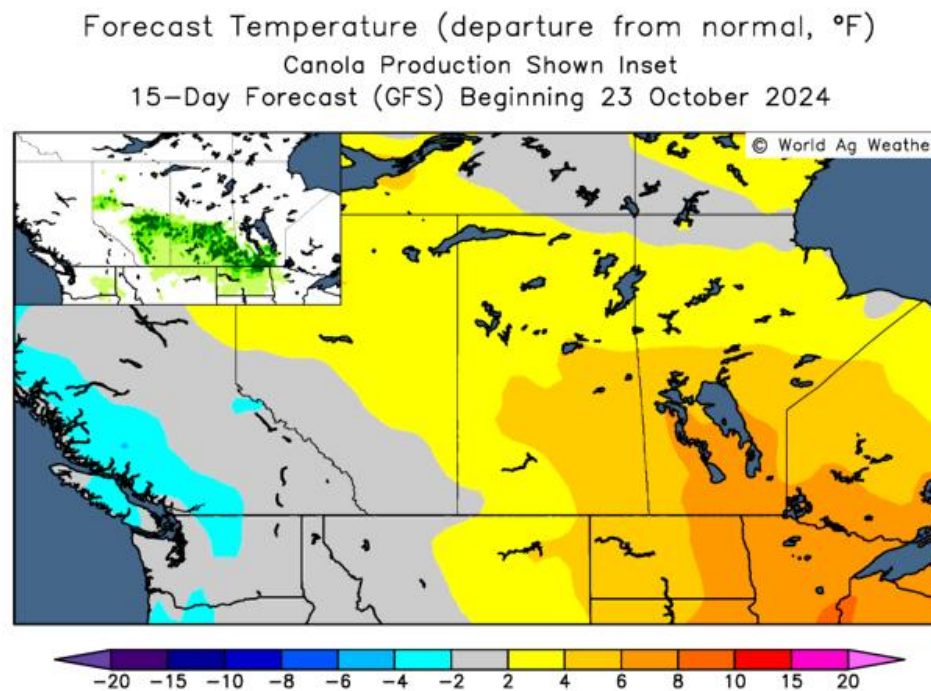 Forecast Temperature (departure from normal, °F)
Canola Production Shown Inset
15-Day Forecast (GFS) Beginning 23 October 2024
© World Ag Weathe
-20 -15 -10 -8 -6 -4 -2 2 4 6 8 10 15 20